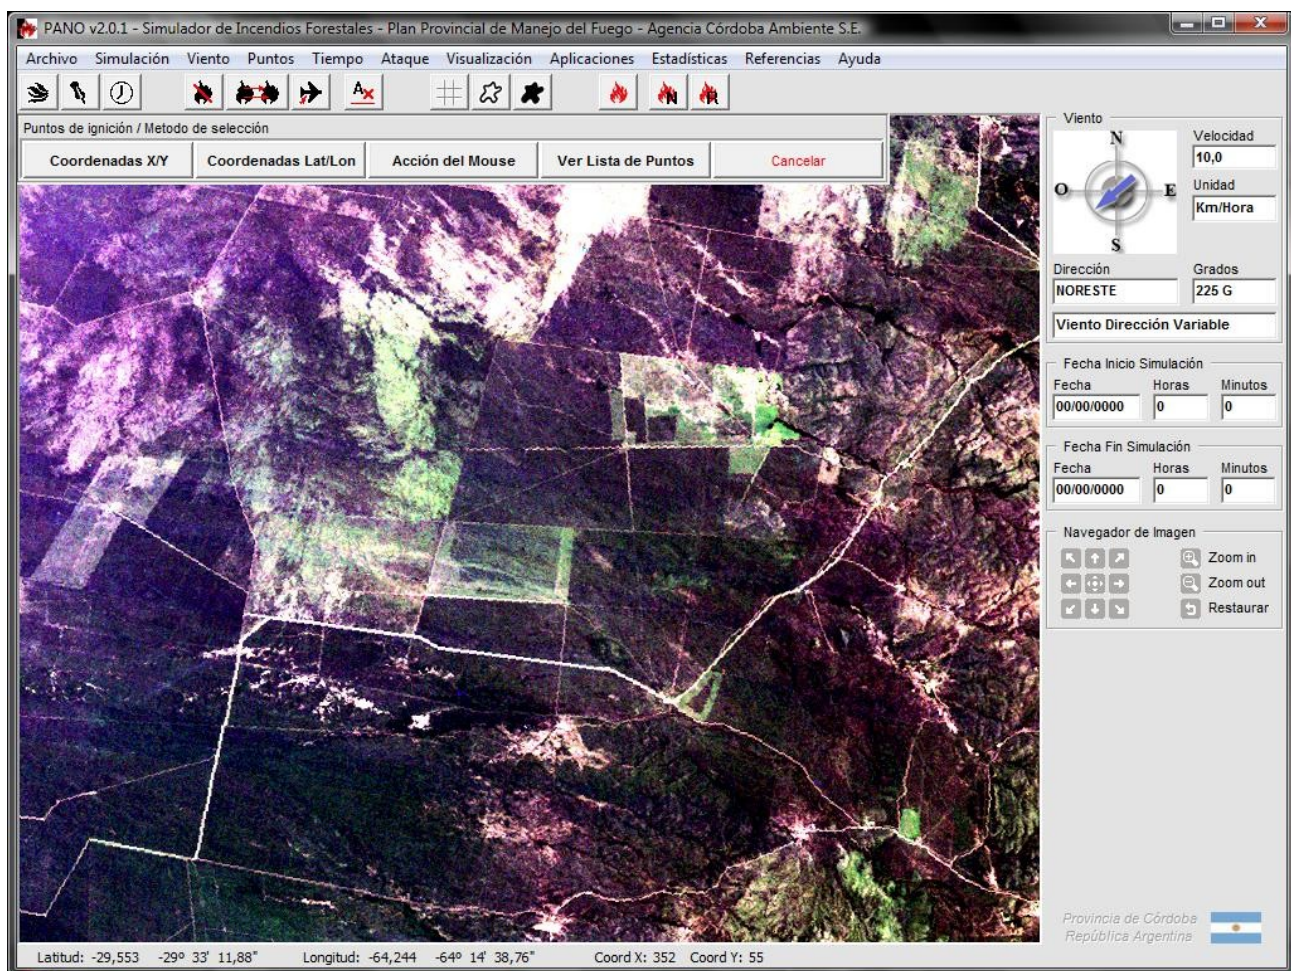 PANO v2.0.1 - Simulador de Incendios Forestales - Plan Provincial de Manejo del Fuego - Agencia Córdoba Ambiente S.E.
Archivo Simulación Viento Puntos Tiempo Ataque Visualización Aplicaciones Estadísticas Referencias Ayuda
A
N R
Puntos de ignición / Metodo de selección
Coordenadas X/Y Coordenadas Lat/Lon Acción del Mouse Ver Lista de Puntos Cancelar
Viento
N
O E
S
Velocidad
10,0
Unidad
Km/Hora
Dirección Grados
NORESTE 225 G
Viento Dirección Variable
Fecha Inicio Simulación
Fecha Horas Minutos
00/00/0000 0 0
Fecha Fin Simulación
Fecha Horas Minutos
00/00/0000 0 0
Navegador de Imagen
Zoom in
Zoom out
Restaurar
Provincia de Córdoba
República Argentina
Latitud: -29,553 -29º 33' 11,88" Longitud: -64,244 -64º 14' 38,76" Coord X: 352 Coord Y: 55